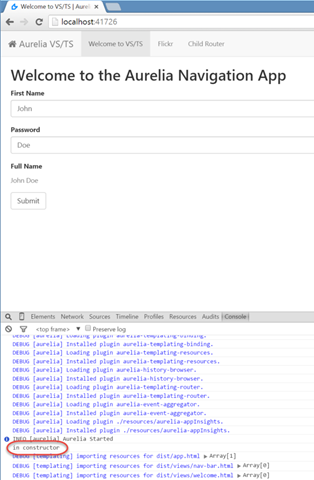 Welcome to VS/TS | Aureli
localhost:41726
Aurelia VS/TS Welcome to VS/TS Flickr Child Router
Welcome to the Aurelia Navigation App
First Name
John
Password
Doe
Full Name
John Doe
Submit
Elements Network Sources Timeline Profiles Resources Audits Console
<top frame> Preserve log
DEBUG [aurelia] Loading plugin aurelia-templating-binding.
DEBUG [aurelia] Installed plugin aurelia-templating-binding.
DEBUG [aurelia] Loading plugin aurelia-templating-resources.
DEBUG [aurelia] Installed plugin aurelia-templating-resources.
DEBUG [aurelia] Loading plugin aurelia-history-browser.
DEBUG [aurelia] Installed plugin aurelia-history-browser.
DEBUG [aurelia] Loading plugin aurelia-templating-router.
DEBUG [aurelia] Installed plugin aurelia-templating-router.
DEBUG [aurelia] Loading plugin aurelia-event-aggregator.
DEBUG [aurelia] Installed plugin aurelia-event-aggregator.
DEBUG [aurelia] Loading plugin ./resources/aurelia-appInsights.
DEBUG [aurelia] Installed plugin ./resources/aurelia-appInsights.
INFO [aurelia] Aurelia Started
in constructor
DEBUG [templating] importing resources for dist/app.html Array[1]
DEBUG [templating] importing resources for dist/views/nav-bar.html Array[0]
DEBUG [templating] importing resources for dist/views/welcome.html Array[0]